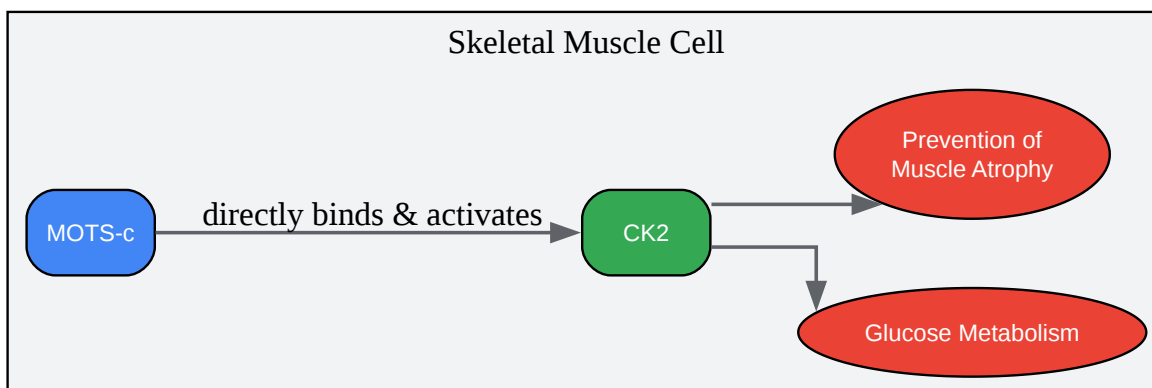 Skeletal Muscle Cell
Prevention of
Muscle Atrophy
directly binds & activates
MOTS-c
CK2
Glucose Metabolism